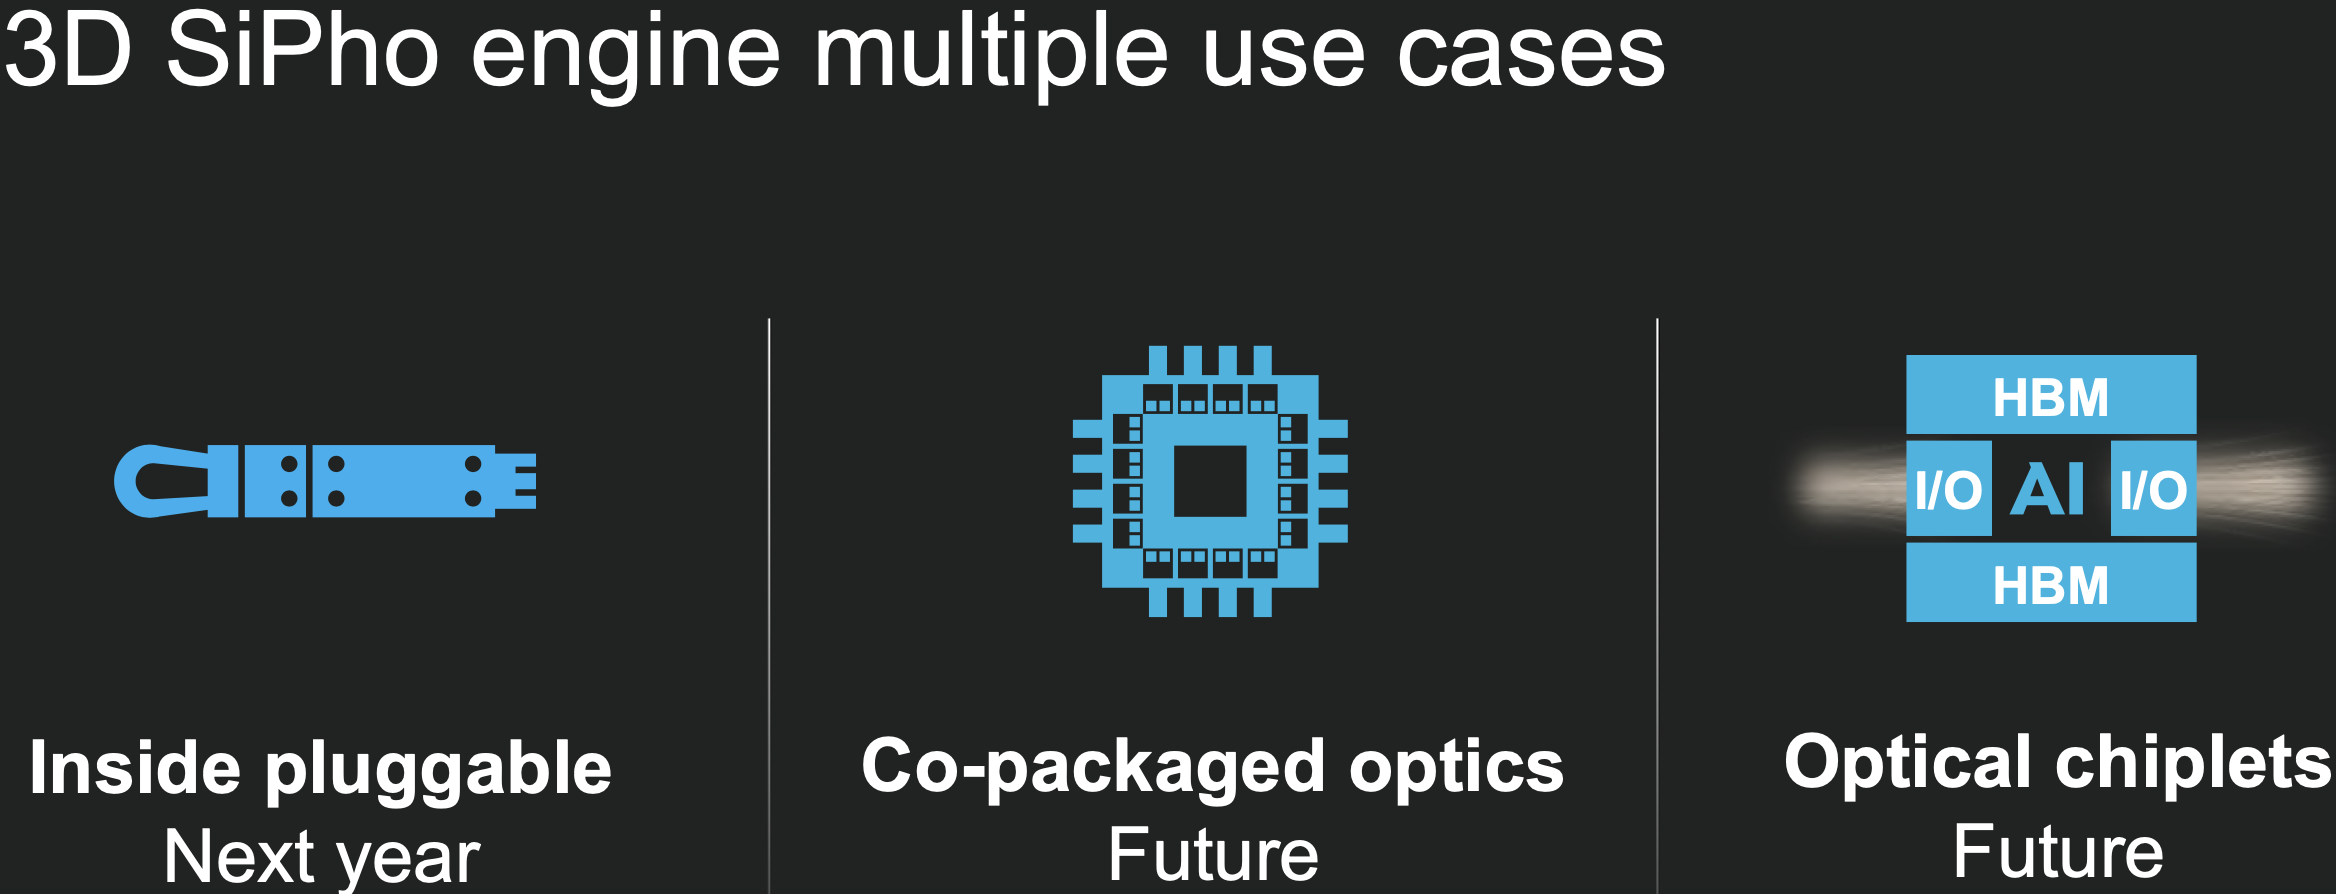 3D SiPho engine multiple use cases
Inside pluggable
Next year
Co-packaged optics
Future
HBM
I/O AI I/O
HBM
Optical chiplets
Future